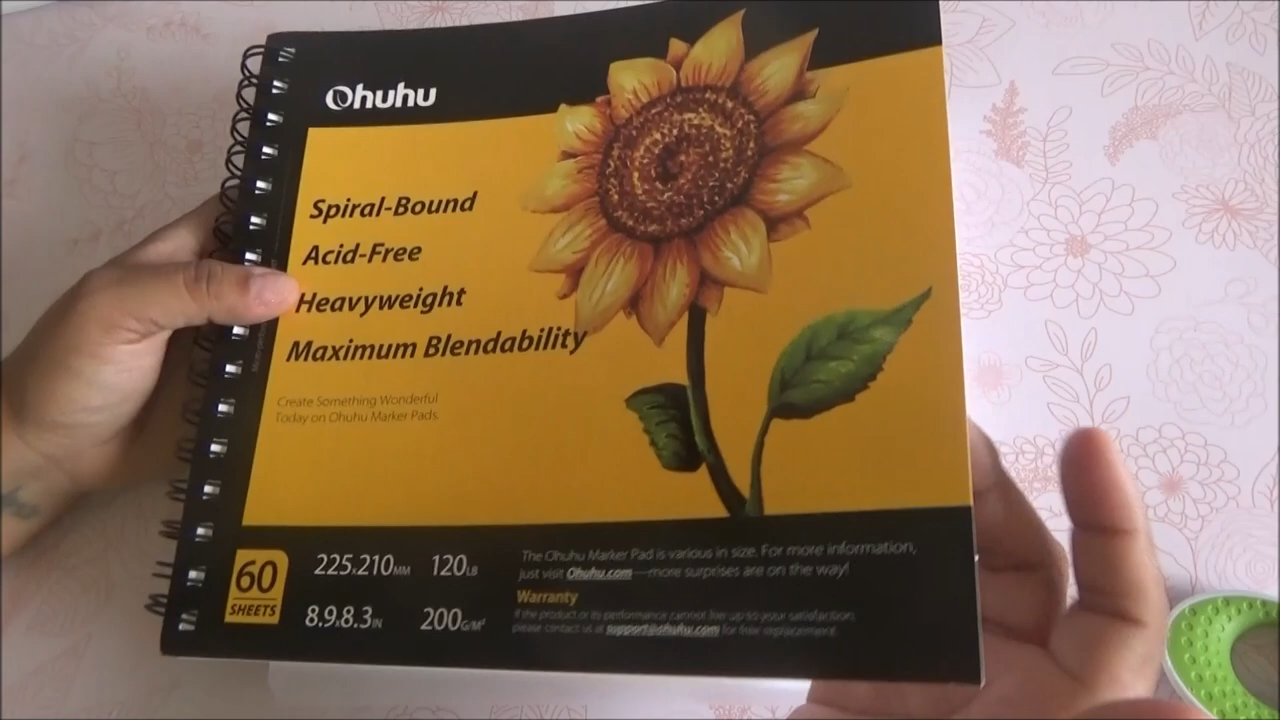 Ohuhu
Spiral-Bound
Acid-Free
Heavyweight
Maximum Blendability
Create Something Wonderful
Today on Ohuhu Marker Pads.
60
SHEETS
225x210MM 120LB
8.9x8.3IN 200G/M²
The Ohuhu Marker Pad is various in size. For more information,
just visit Ohuhu.com—more surprises are on the way!
Warranty
If the product or its performance cannot live up to your satisfaction,
please contact us at support@ohuhu.com for free replacement.